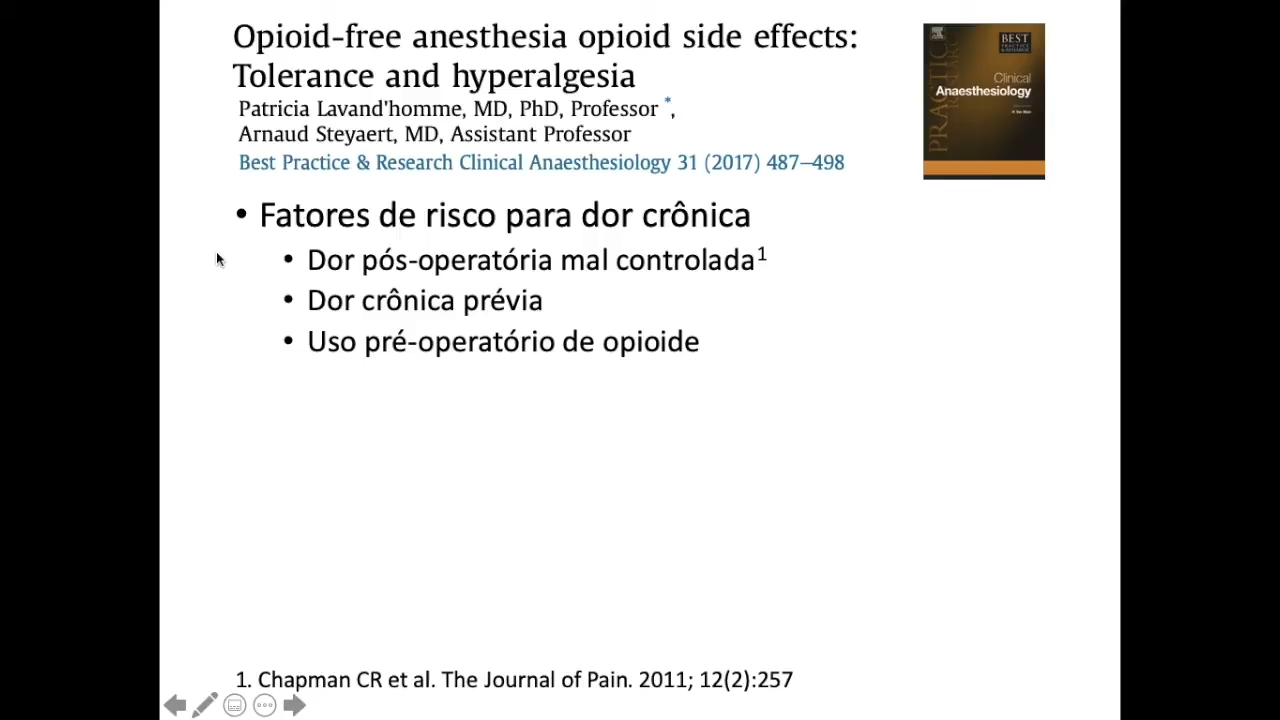 Opioid-free anesthesia opioid side effects:
Tolerance and hyperalgesia
Patricia Lavand'homme, MD, PhD, Professor *,
Arnaud Steyaert, MD, Assistant Professor
Best Practice & Research Clinical Anaesthesiology 31 (2017) 487–498
BEST
PRACTICE
Clinical
Anaesthesiology
• Fatores de risco para dor crônica
• Dor pós-operatória mal controlada¹
• Dor crônica prévia
• Uso pré-operatório de opioide
1. Chapman CR et al. The Journal of Pain. 2011; 12(2):257